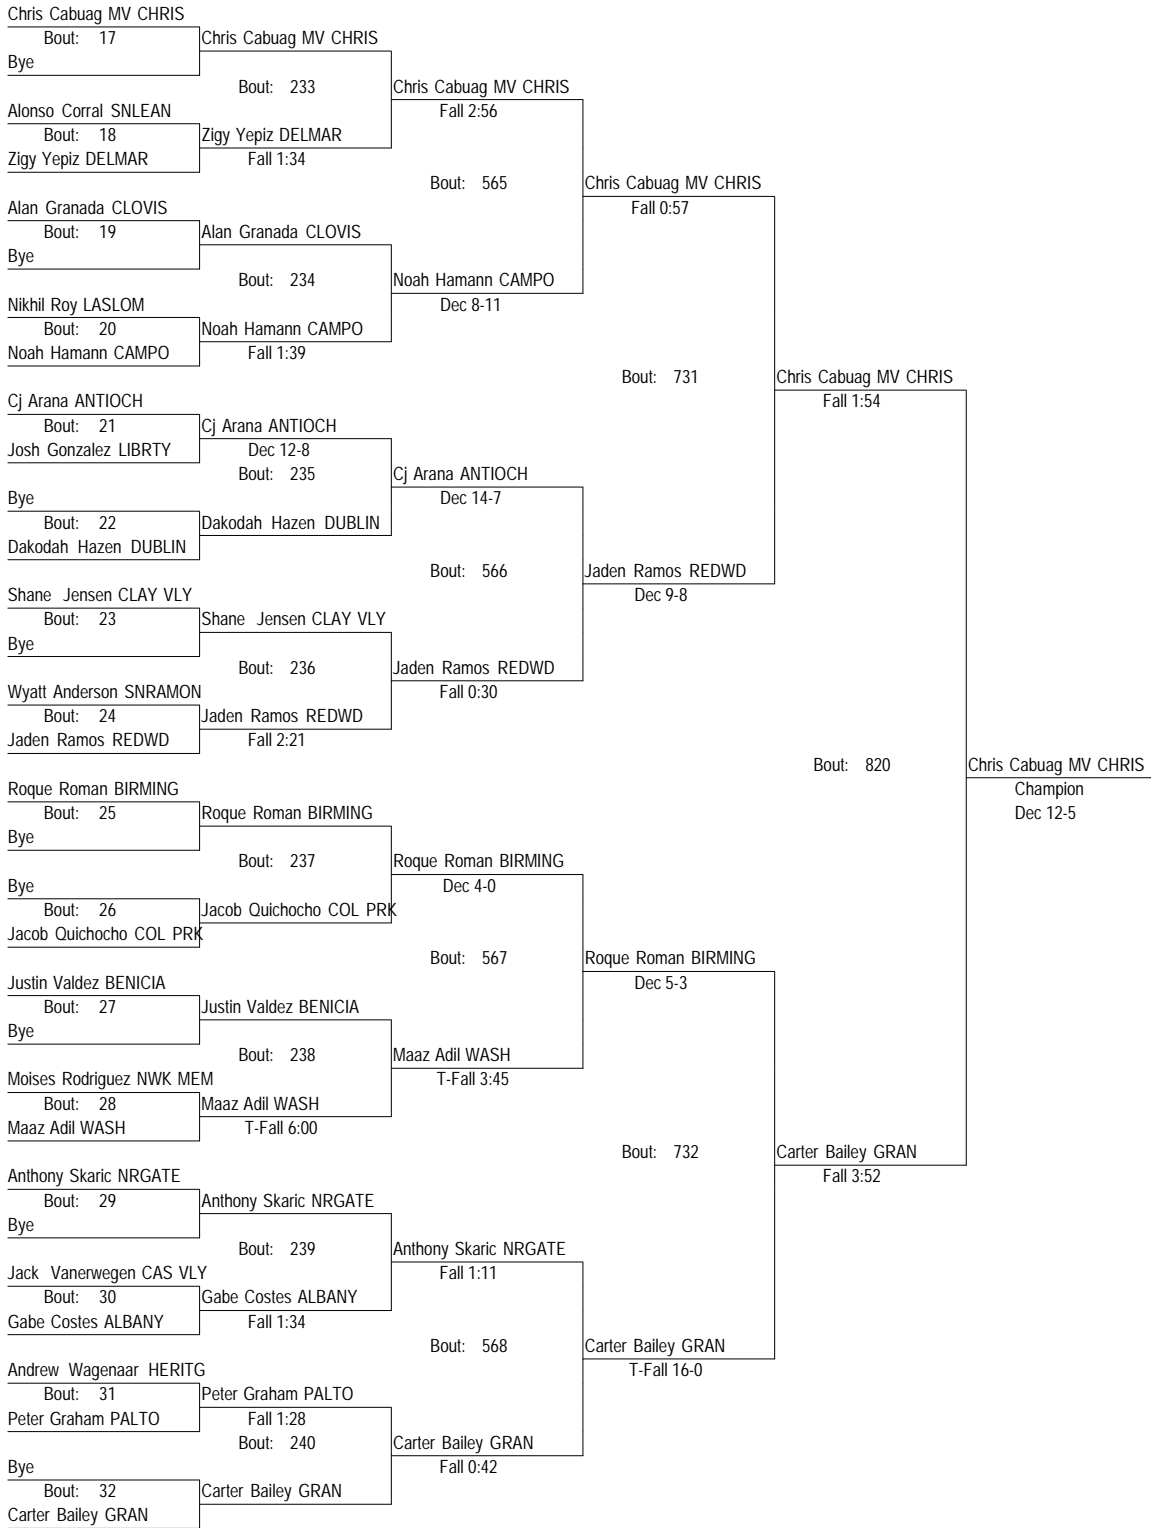 Chris Cabuag MV CHRIS
Bout: 17
Chris Cabuag MV CHRIS
Bye
Bout: 233
Chris Cabuag MV CHRIS
Fall 2:56
Alonso Corral SNLEAN
Bout: 18
Zigy Yepiz DELMAR
Zigy Yepiz DELMAR
Fall 1:34
Bout: 565
Chris Cabuag MV CHRIS
Fall 0:57
Alan Granada CLOVIS
Bout: 19
Alan Granada CLOVIS
Bye
Bout: 234
Noah Hamann CAMPO
Dec 8-11
Nikhil Roy LASLOM
Bout: 20
Noah Hamann CAMPO
Noah Hamann CAMPO
Fall 1:39
Bout: 731
Chris Cabuag MV CHRIS
Fall 1:54
Cj Arana ANTIOCH
Bout: 21
Cj Arana ANTIOCH
Josh Gonzalez LIBRTY
Dec 12-8
Bout: 235
Cj Arana ANTIOCH
Dec 14-7
Bye
Bout: 22
Dakodah Hazen DUBLIN
Dakodah Hazen DUBLIN
Bout: 566
Jaden Ramos REDWD
Dec 9-8
Shane Jensen CLAY VLY
Bout: 23
Shane Jensen CLAY VLY
Bye
Bout: 236
Jaden Ramos REDWD
Fall 0:30
Wyatt Anderson SNRAMON
Bout: 24
Jaden Ramos REDWD
Jaden Ramos REDWD
Fall 2:21
Bout: 820
Chris Cabuag MV CHRIS
Champion
Dec 12-5
Roque Roman BIRMING
Bout: 25
Roque Roman BIRMING
Bye
Bout: 237
Roque Roman BIRMING
Dec 4-0
Bye
Bout: 26
Jacob Quichocho COL PRK
Jacob Quichocho COL PRK
Bout: 567
Roque Roman BIRMING
Dec 5-3
Justin Valdez BENICIA
Bout: 27
Justin Valdez BENICIA
Bye
Bout: 238
Maaz Adil WASH
T-Fall 3:45
Moises Rodriguez NWK MEM
Bout: 28
Maaz Adil WASH
Maaz Adil WASH
T-Fall 6:00
Bout: 732
Carter Bailey GRAN
Fall 3:52
Anthony Skaric NRGATE
Bout: 29
Anthony Skaric NRGATE
Bye
Bout: 239
Anthony Skaric NRGATE
Fall 1:11
Jack Vanerwegen CAS VLY
Bout: 30
Gabe Costes ALBANY
Gabe Costes ALBANY
Fall 1:34
Bout: 568
Carter Bailey GRAN
T-Fall 16-0
Andrew Wagenaar HERITG
Bout: 31
Peter Graham PALTO
Peter Graham PALTO
Fall 1:28
Bout: 240
Carter Bailey GRAN
Fall 0:42
Bye
Bout: 32
Carter Bailey GRAN
Carter Bailey GRAN